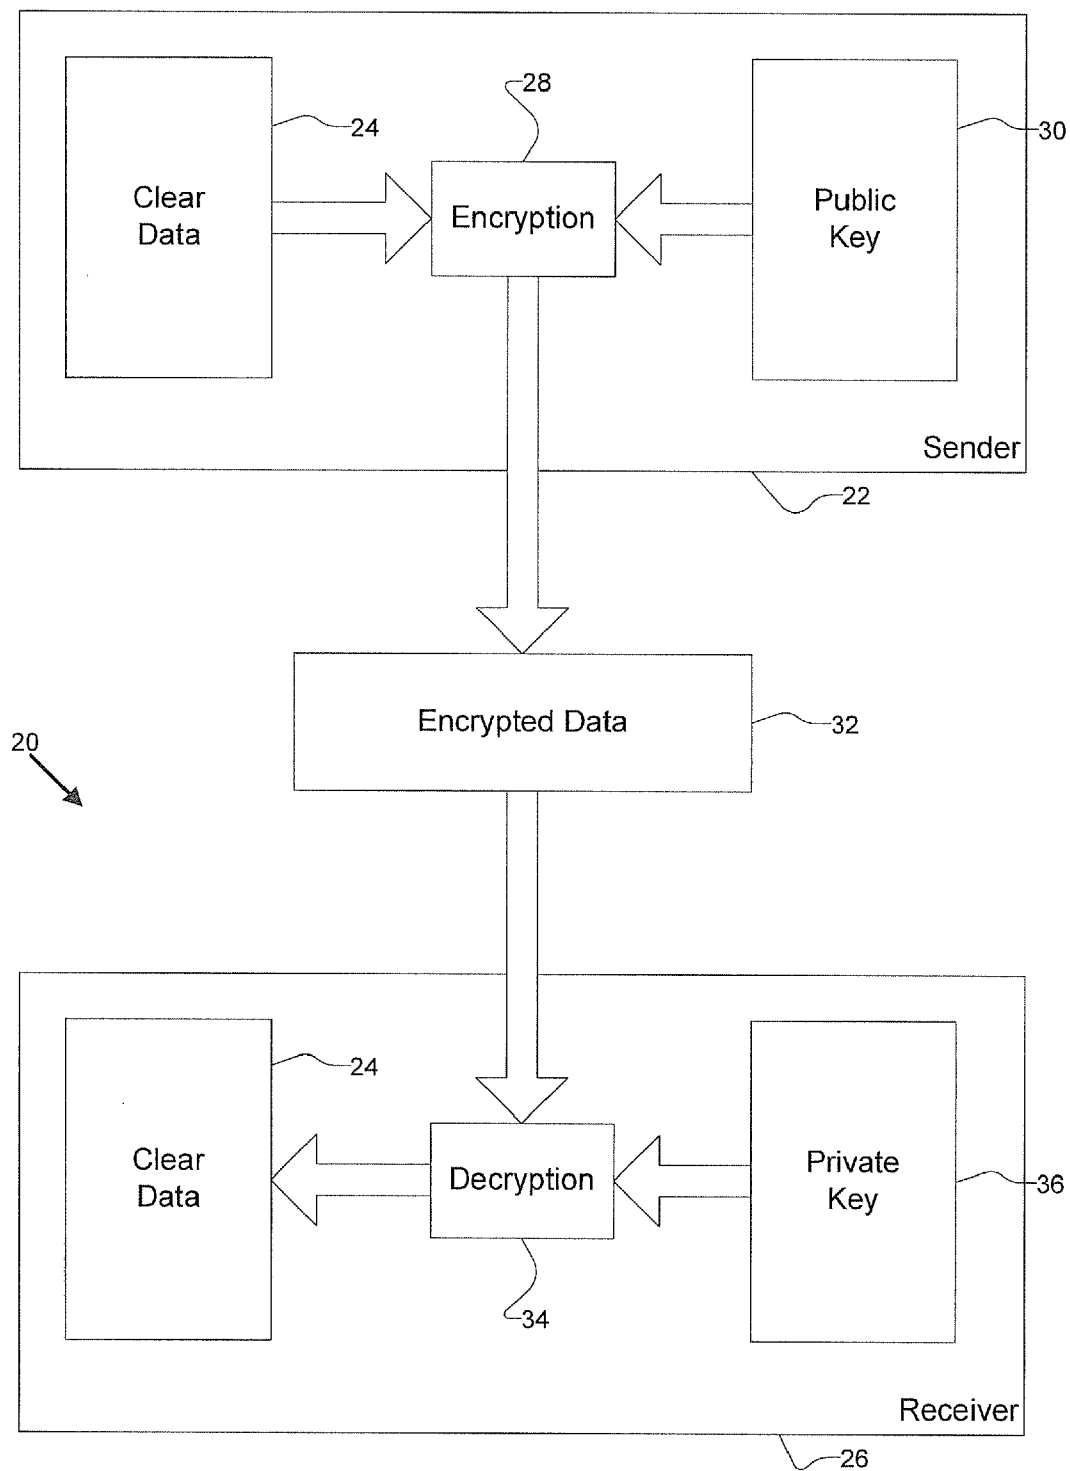 28
24
30
Clear
Data
Encryption
Public
Key
Sender
22
Encrypted Data
32
20
24
Clear
Data
Decryption
Private
Key
36
34
Receiver
26